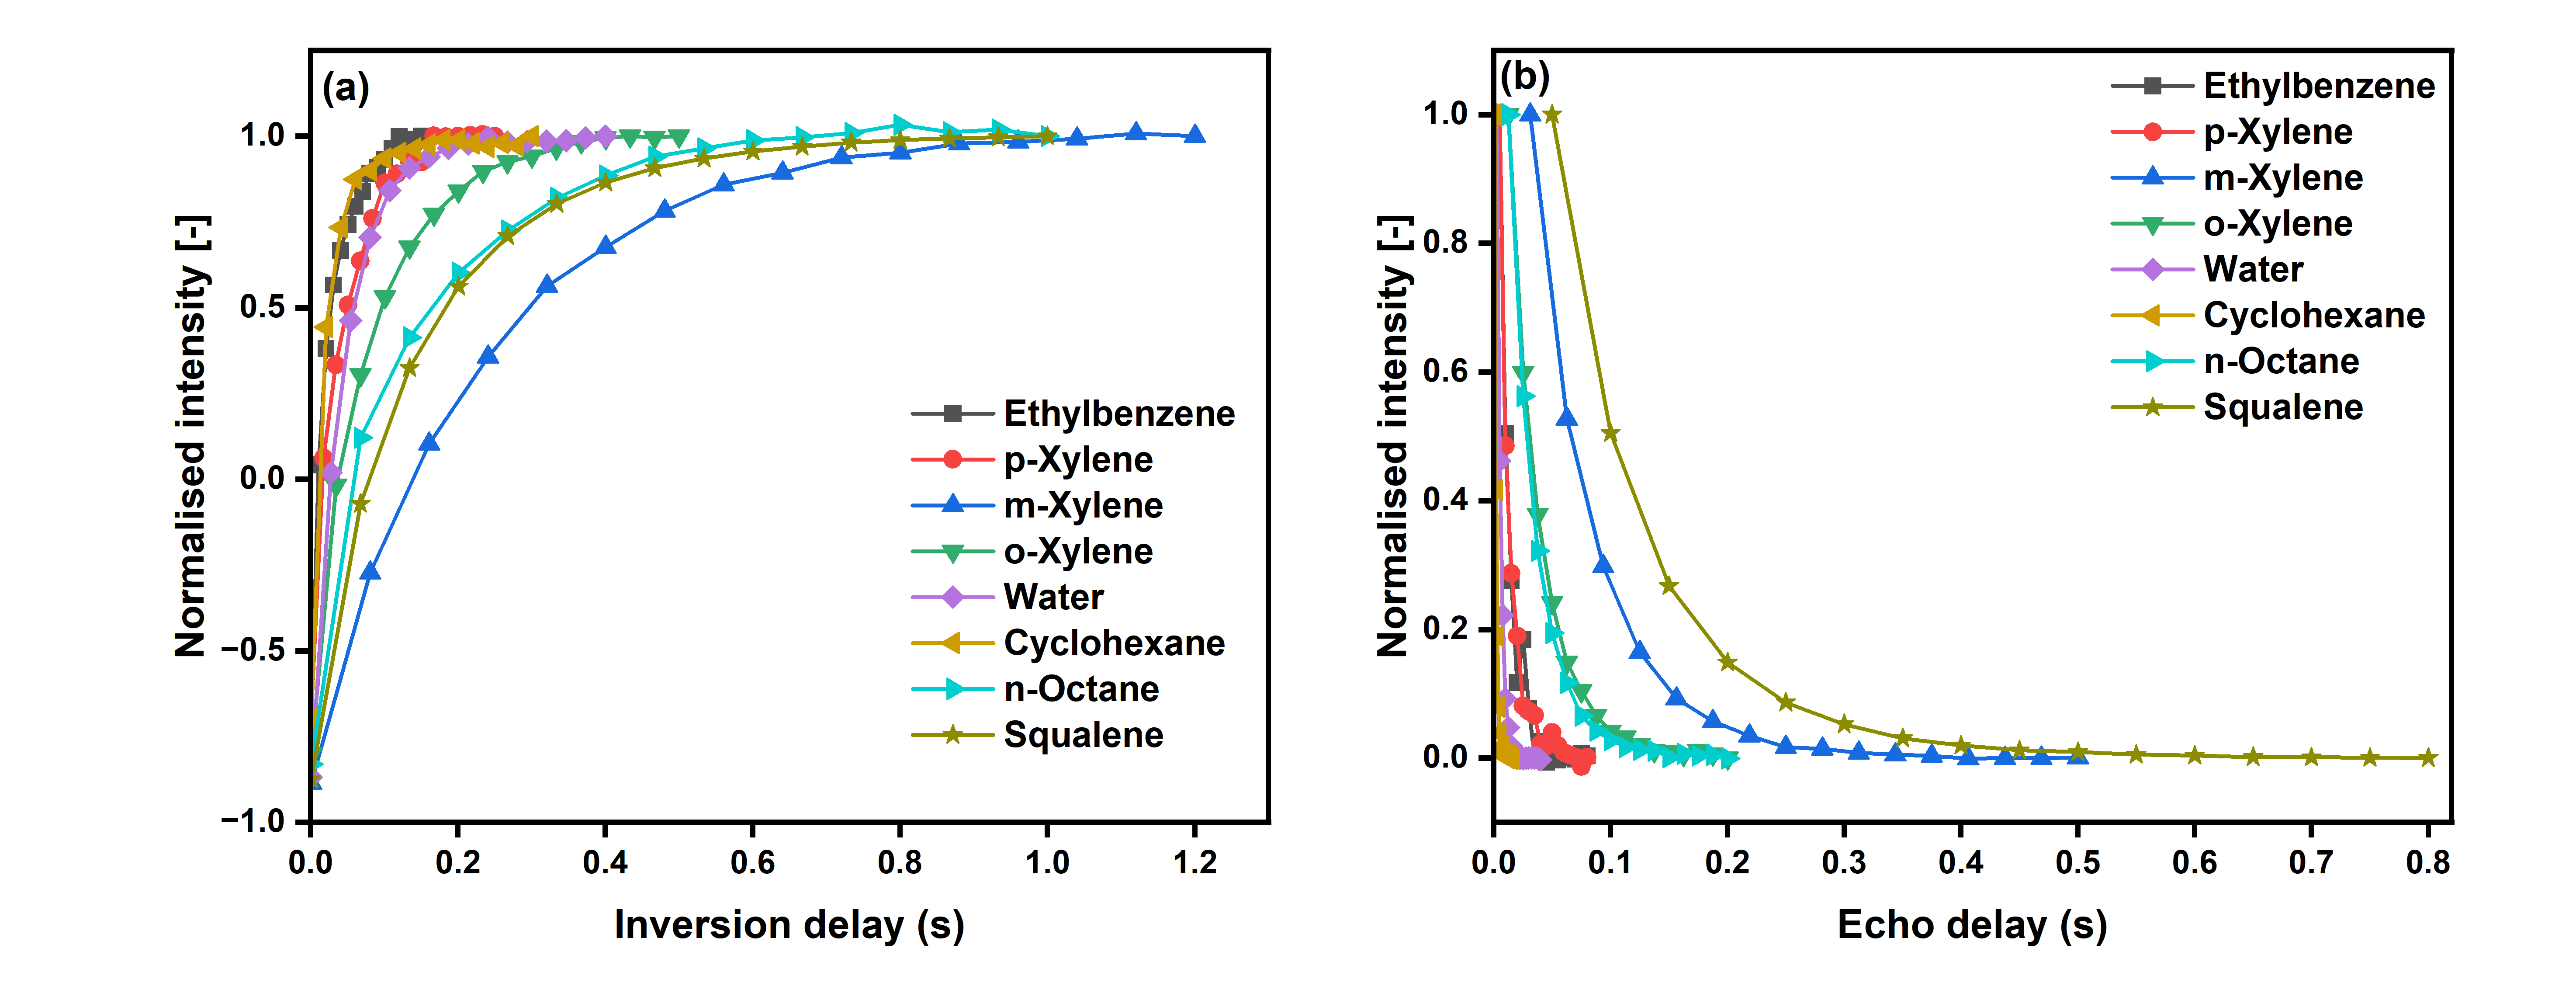 (a)
Normalised intensity [-]
1.0
0.5
0.0
−0.5
−1.0
Ethylbenzene
p-Xylene
m-Xylene
o-Xylene
Water
Cyclohexane
n-Octane
Squalene
0.0 0.2 0.4 0.6 0.8 1.0 1.2
Inversion delay (s)
(b)
Normalised intensity [-]
1.0
0.8
0.6
0.4
0.2
0.0
Ethylbenzene
p-Xylene
m-Xylene
o-Xylene
Water
Cyclohexane
n-Octane
Squalene
0.0 0.1 0.2 0.3 0.4 0.5 0.6 0.7 0.8
Echo delay (s)